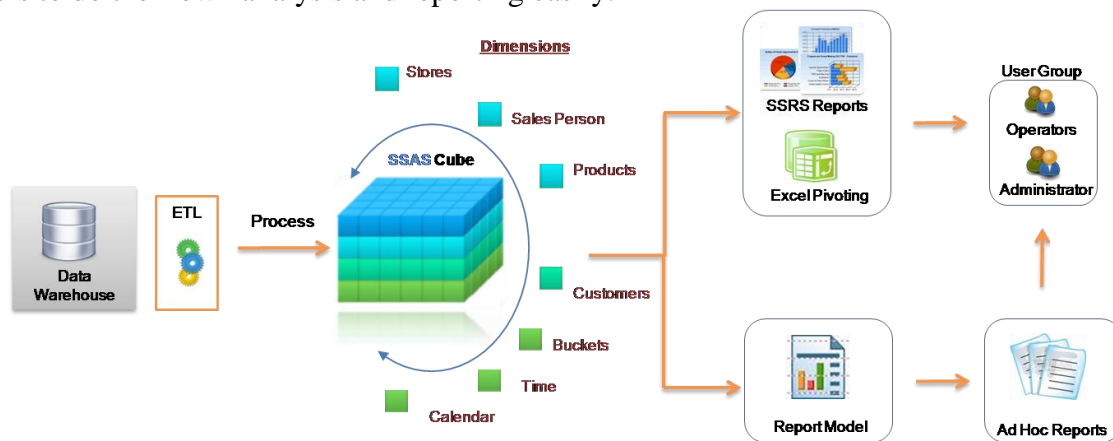 Dimensions
Stores
Sales Person
SSAS Cube
Products
Customers
Buckets
Time
Calendar
Data
Warehouse
ETL
Process
SSRS Reports
Excel Pivoting
User Group
Operators
Administrator
Report Model
Ad Hoc Reports